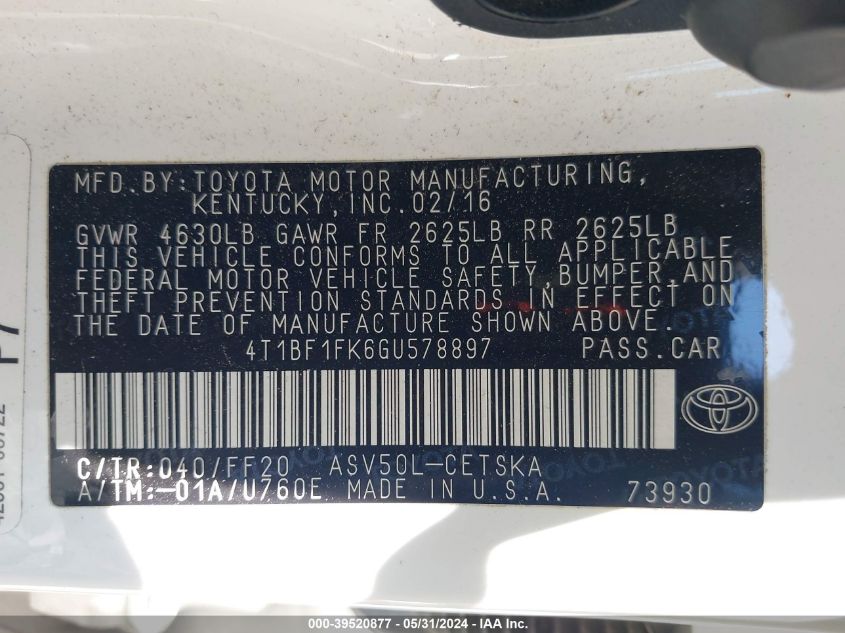 MFD. BY: TOYOTA MOTOR MANUFACTURING,
KENTUCKY, INC. 02/16
GVWR 4630LB GAWR FR 2625LB RR 2625LB
THIS VEHICLE CONFORMS TO ALL APPLICABLE
FEDERAL MOTOR VEHICLE SAFETY, BUMPER, AND
THEFT PREVENTION STANDARDS IN EFFECT ON
THE DATE OF MANUFACTURE SHOWN ABOVE.
4T1BF1FK6GU578897 PASS.CAR
C/TR: 040/FF20 ASV50L-CETSKA
A/TM: -01A/U760E MADE IN U.S.A. 73930
000-39520877 - 05/31/2024 - IAA Inc.